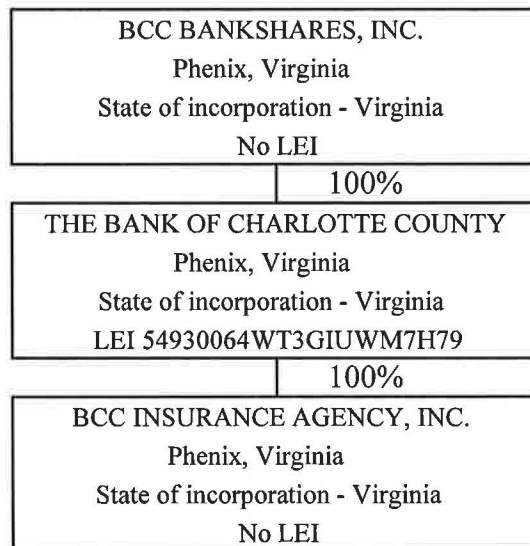 BCC BANKSHARES, INC.
Phenix, Virginia
State of incorporation - Virginia
No LEI
100%
THE BANK OF CHARLOTTE COUNTY
Phenix, Virginia
State of incorporation - Virginia
LEI 54930064WT3GIUWM7H79
100%
BCC INSURANCE AGENCY, INC.
Phenix, Virginia
State of incorporation - Virginia
No LEI